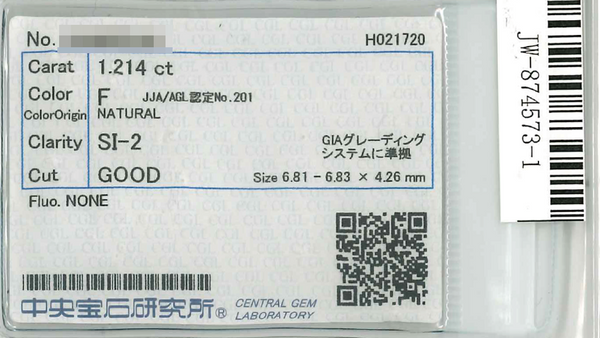 No.
H021720
Carat 1.214 ct
Color F JJA/AGL認定No.201
ColorOrigin NATURAL
Clarity SI-2 GIAグレーディング
システムに準拠
Cut GOOD Size 6.81 - 6.83 × 4.26 mm
Fluo. NONE
中央宝石研究所® CENTRAL GEM
LABORATORY
JW-874573-1